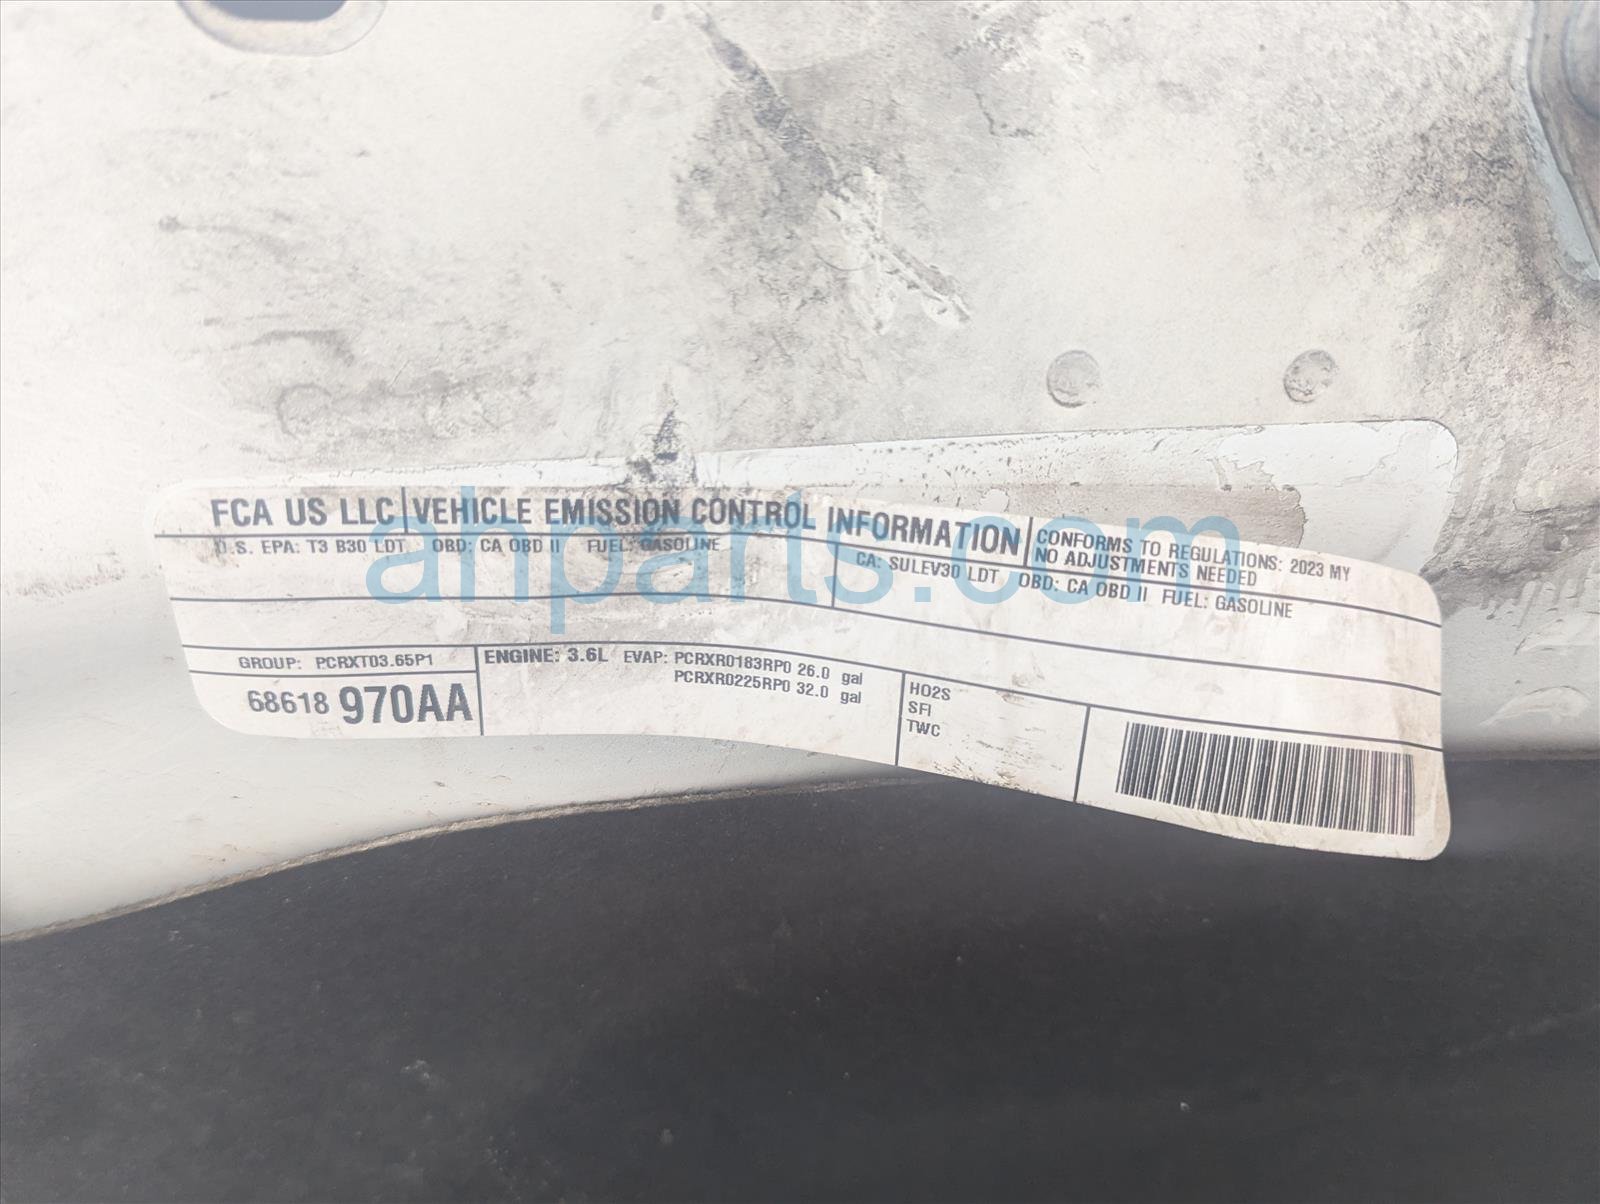 FCA US LLC VEHICLE EMISSION CONTROL INFORMATION
CONFORMS TO REGULATIONS: 2023 MY
NO ADJUSTMENTS NEEDED
U.S. EPA: T3 B30 LDT OBD: CA OBD II FUEL: GASOLINE
CA: SULEV30 LDT OBD: CA OBD II FUEL: GASOLINE
GROUP: PCRXT03.65P1
68618 970AA
ENGINE: 3.6L EVAP: PCRXR0183RP0 26.0 gal
PCRXR0225RP0 32.0 gal
HO2S
SFI
TWC
ahparts.com